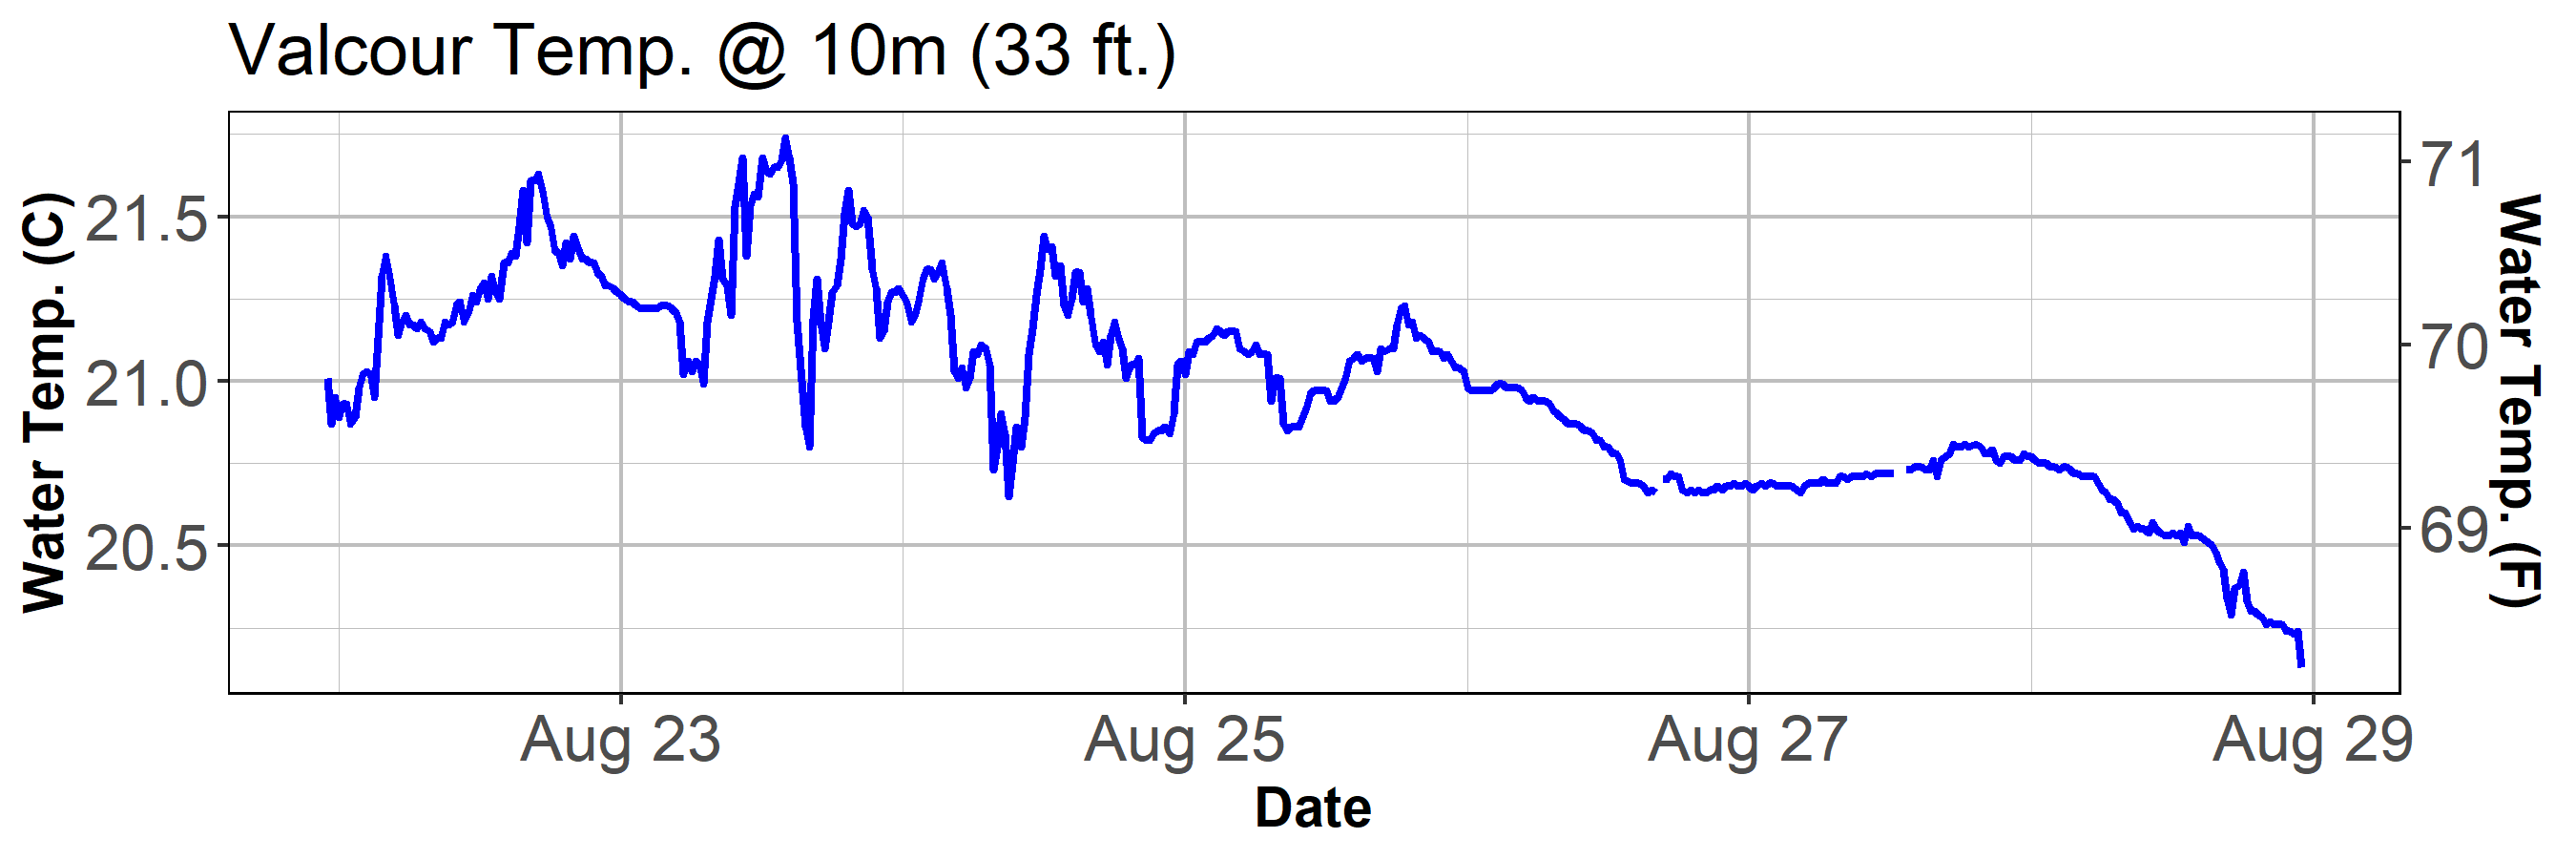 Valcour Temp. @ 10m (33 ft.)
Water Temp. (C)
21.5
21.0
20.5
71
70
69
Water Temp. (F)
Aug 23
Aug 25
Aug 27
Aug 29
Date